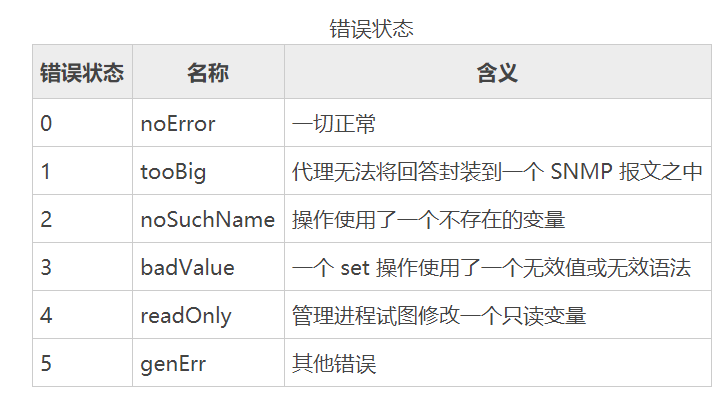 错误状态
错误状态 名称 含义
0 noError 一切正常
1 tooBig 代理无法将回答封装到一个 SNMP 报文之中
2 noSuchName 操作使用了一个不存在的变量
3 badValue 一个 set 操作使用了一个无效值或无效语法
4 readOnly 管理进程试图修改一个只读变量
5 genErr 其他错误